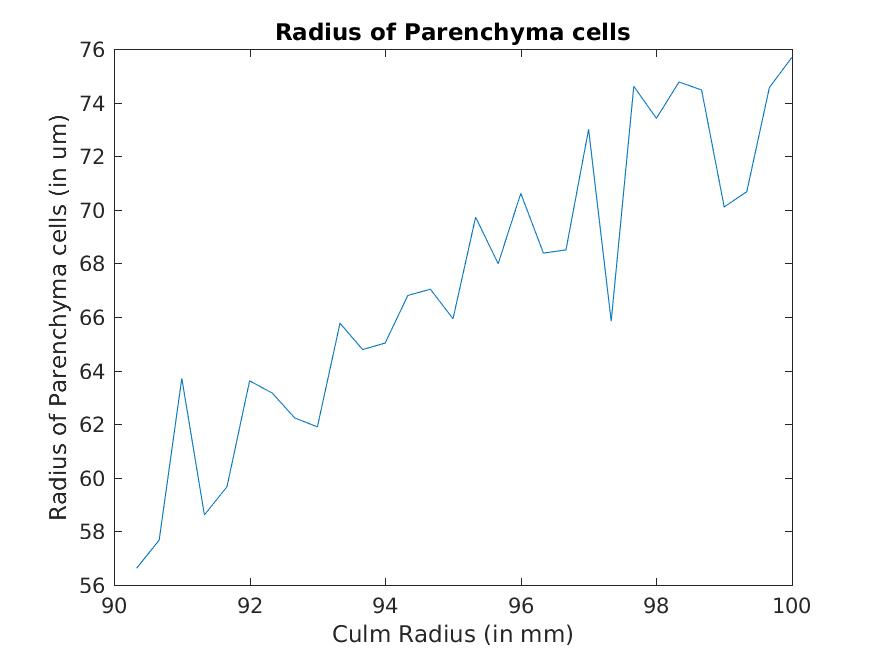 Radius of Parenchyma cells
Radius of Parenchyma cells (in um)
76
74
72
70
68
66
64
62
60
58
56
90 92 94 96 98 100
Culm Radius (in mm)